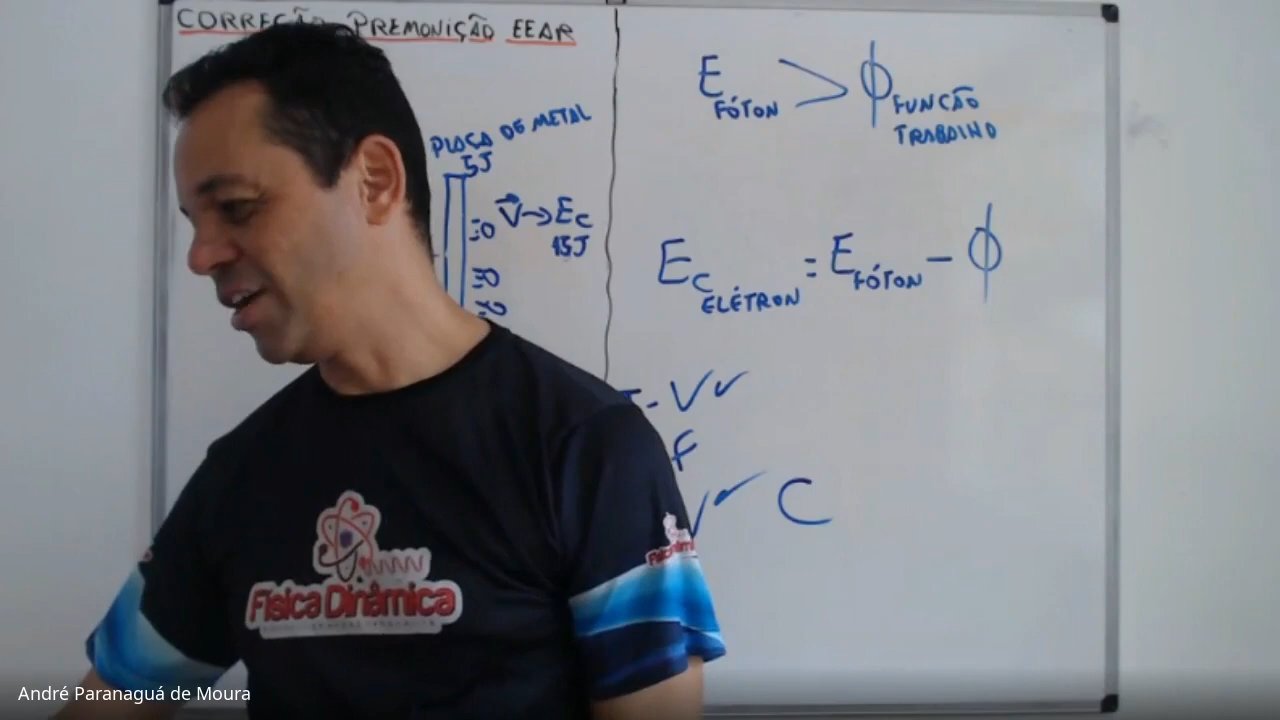 CORREÇÃO PREMONIÇÃO EEAR
PLACA DE METAL
5J
V → Ec
15J
E FÓTON > ϕ FUNÇÃO
TRABALHO
Ec ELÉTRON = E FÓTON - ϕ
I - V ✓✓
F
V ✓ C
Física Dinâmica
André Paranaguá de Moura